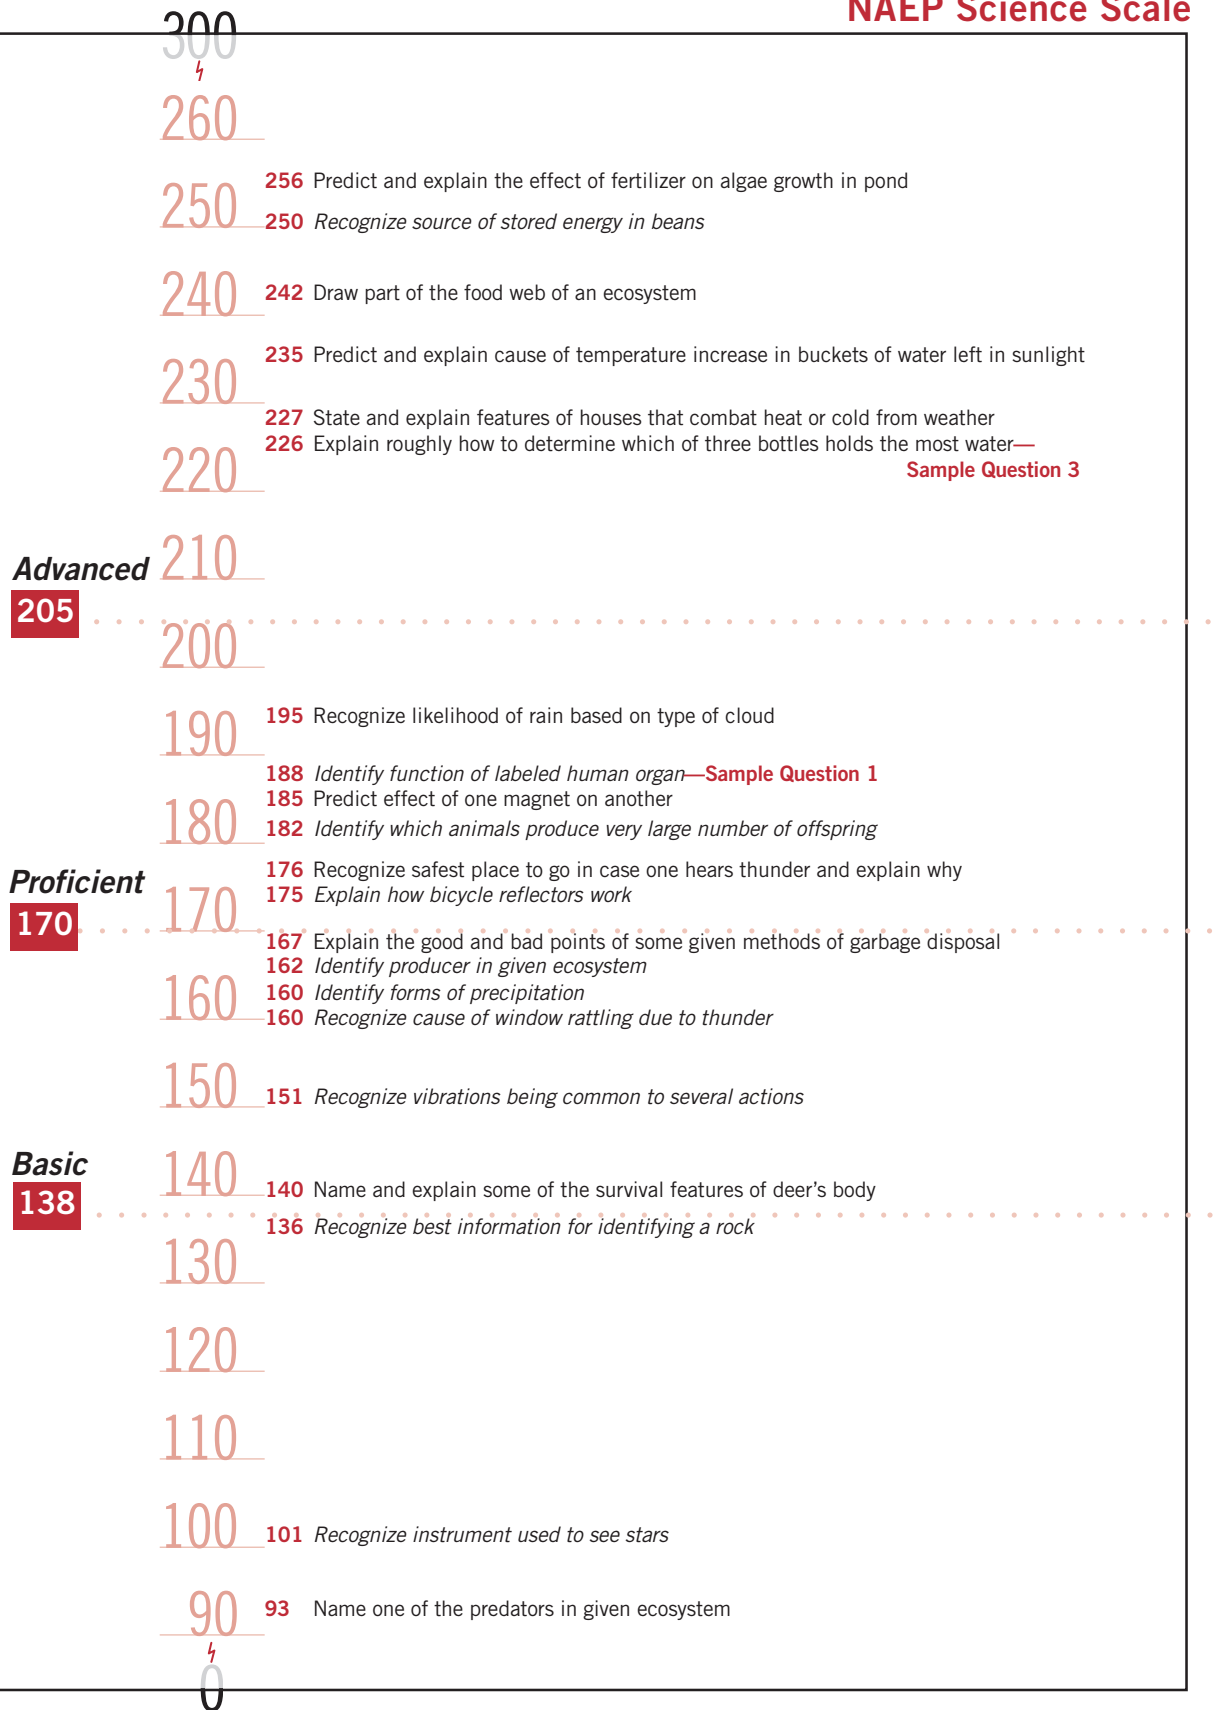 NAEP Science Scale
300
260
256 Predict and explain the effect of fertilizer on algae growth in pond
250
250 Recognize source of stored energy in beans
240
242 Draw part of the food web of an ecosystem
235 Predict and explain cause of temperature increase in buckets of water left in sunlight
230
227 State and explain features of houses that combat heat or cold from weather
226 Explain roughly how to determine which of three bottles holds the most water—
Sample Question 3
220
210
Advanced
205
200
195 Recognize likelihood of rain based on type of cloud
190
188 Identify function of labeled human organ—Sample Question 1
185 Predict effect of one magnet on another
180
182 Identify which animals produce very large number of offspring
176 Recognize safest place to go in case one hears thunder and explain why
Proficient
175 Explain how bicycle reflectors work
170
170
167 Explain the good and bad points of some given methods of garbage disposal
162 Identify producer in given ecosystem
160
160 Identify forms of precipitation
160 Recognize cause of window rattling due to thunder
150
151 Recognize vibrations being common to several actions
Basic
140
140 Name and explain some of the survival features of deer's body
138
136 Recognize best information for identifying a rock
130
120
110
100
101 Recognize instrument used to see stars
90
93 Name one of the predators in given ecosystem
0